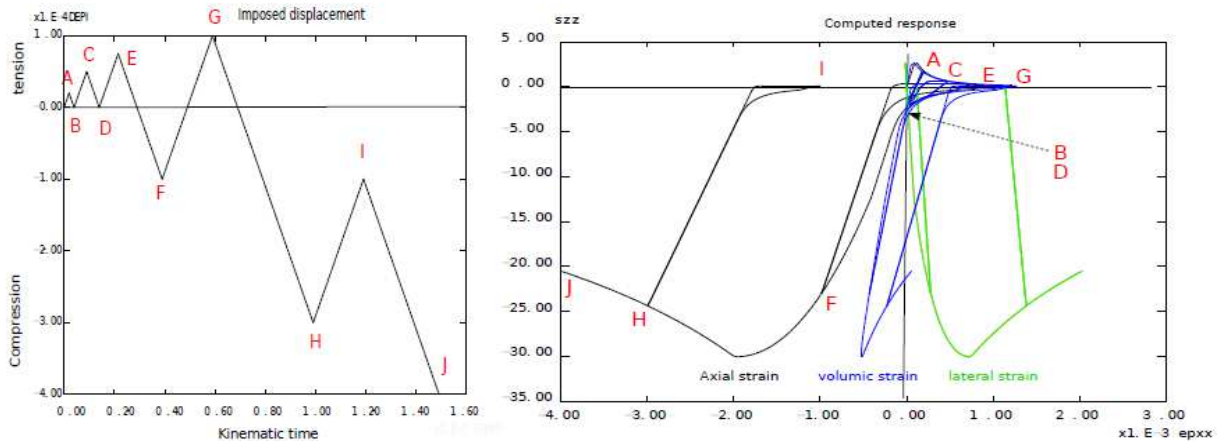 x1. E-4 DEPI
Imposed displacement
G
tension
1.00
A
C
E
-0.00
B
D
-1.00
F
I
-2.00
Compression
-3.00
H
J
-4.00
0.00 0.20 0.40 0.60 0.80 1.00 1.20 1.40 1.60
Kinematic time
szz
Computed response
5.00
I
A
C
E
G
0.00
-5.00
B
D
-10.00
-15.00
-20.00
J
H
F
-25.00
-30.00
Axial strain
volumic strain
lateral strain
-35.00
-4.00 -3.00 -2.00 -1.00 0.00 1.00 2.00 3.00
x1. E-3 epxx